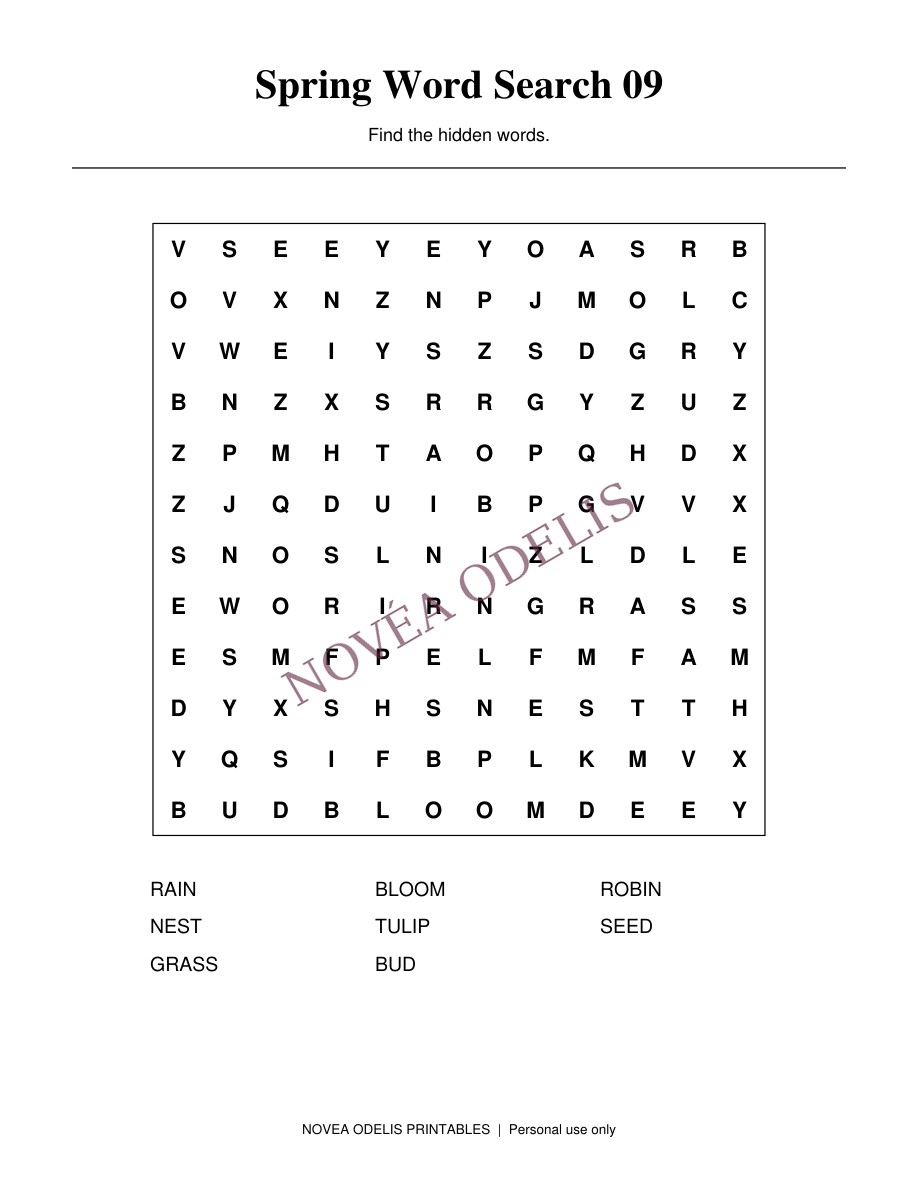 Spring Word Search 09
Find the hidden words.
V S E E Y E Y O A S R B
O V X N Z N P J M O L C
V W E I Y S Z S D G R Y
B N Z X S R R G Y Z U Z
Z P M H T A O P Q H D X
Z J Q D U I B P G V V X
S N O S L N I Z L D L E
E W O R I R N G R A S S
E S M F P E L F M F A M
D Y X S H S N E S T T H
Y Q S I F B P L K M V X
B U D B L O O M D E E Y
NOVÉA ODELIS
RAIN BLOOM ROBIN
NEST TULIP SEED
GRASS BUD
NOVEA ODELIS PRINTABLES | Personal use only